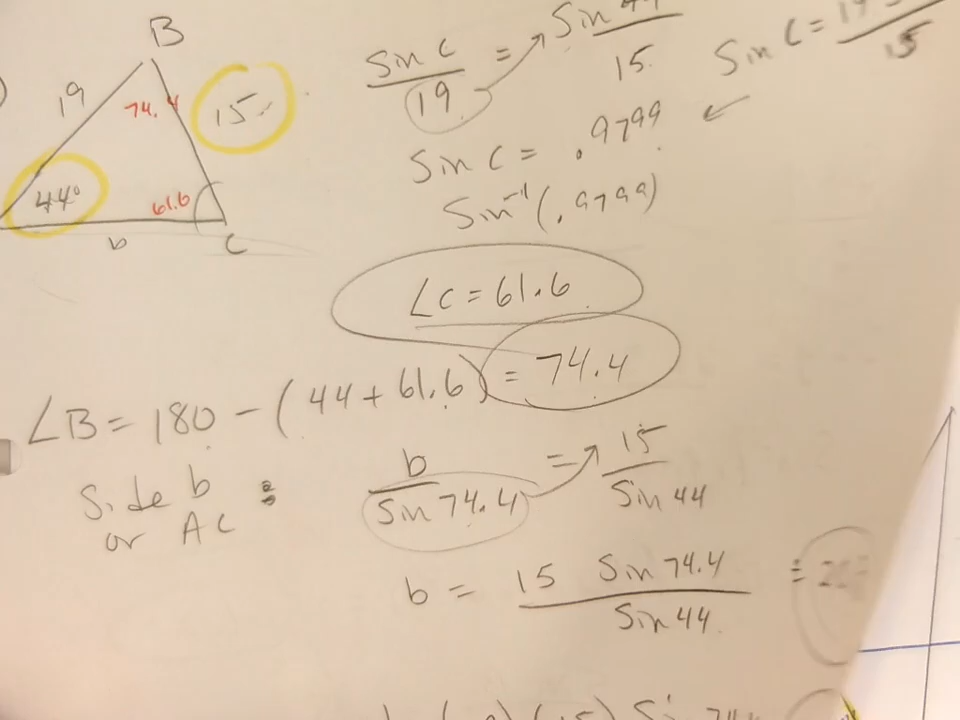 B
19
74.4
15
44°
61.6
b
C
Sin C / 19 = Sin 44 / 15
Sin C =
15
Sin C = .9799
Sin⁻¹(.9799)
∠C = 61.6
∠B = 180 - (44 + 61.6) = 74.4
Side b
or AC :
b / Sin 74.4 = 15 / Sin 44
b = 15 Sin 74.4 / Sin 44 =